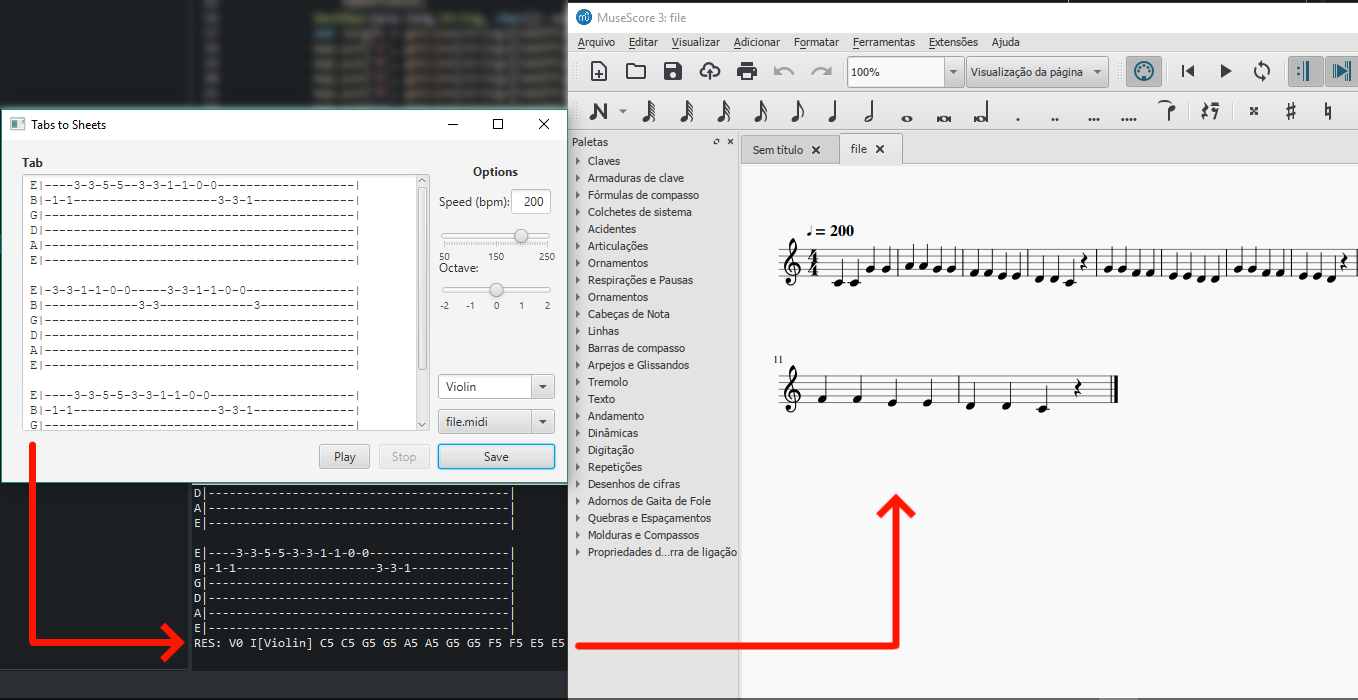 MuseScore 3: file
Arquivo Editar Visualizar Adicionar Formatar Ferramentas Extensões Ajuda
100% Visualização da página
Paletas
Claves
Armaduras de clave
Fórmulas de compasso
Colchetes de sistema
Acidentes
Articulações
Ornamentos
Respirações e Pausas
Ornamentos
Cabeças de Nota
Linhas
Barras de compasso
Arpejos e Glissandos
Tremolo
Texto
Andamento
Dinâmicas
Digitação
Repetições
Desenhos de cifras
Adornos de Gaita de Fole
Quebras e Espaçamentos
Molduras e Compassos
Propriedades d...rra de ligação
Sem título file
= 200
4
4
11
Tabs to Sheets
Tab
E|----3-3-5-5--3-3-1-1-0-0-------------------|
B|-1-1--------------------3-3-1--------------|
G|-------------------------------------------|
D|-------------------------------------------|
A|-------------------------------------------|
E|-------------------------------------------|
E|-3-3-1-1-0-0-----3-3-1-1-0-0---------------|
B|-------------3-3-------------3-------------|
G|-------------------------------------------|
D|-------------------------------------------|
A|-------------------------------------------|
E|-------------------------------------------|
E|----3-3-5-5-3-3-1-1-0-0--------------------|
B|-1-1--------------------3-3-1--------------|
G|-------------------------------------------|
Options
Speed (bpm): 200
50 150 250
Octave:
-2 -1 0 1 2
Violin
file.midi
Play Stop Save
D|-------------------------------------------|
A|-------------------------------------------|
E|-------------------------------------------|
E|----3-3-5-5-3-3-1-1-0-0--------------------|
B|-1-1--------------------3-3-1--------------|
G|-------------------------------------------|
D|-------------------------------------------|
A|-------------------------------------------|
E|-------------------------------------------|
RES: V0 I[Violin] C5 C5 G5 G5 A5 A5 G5 G5 F5 F5 E5 E5